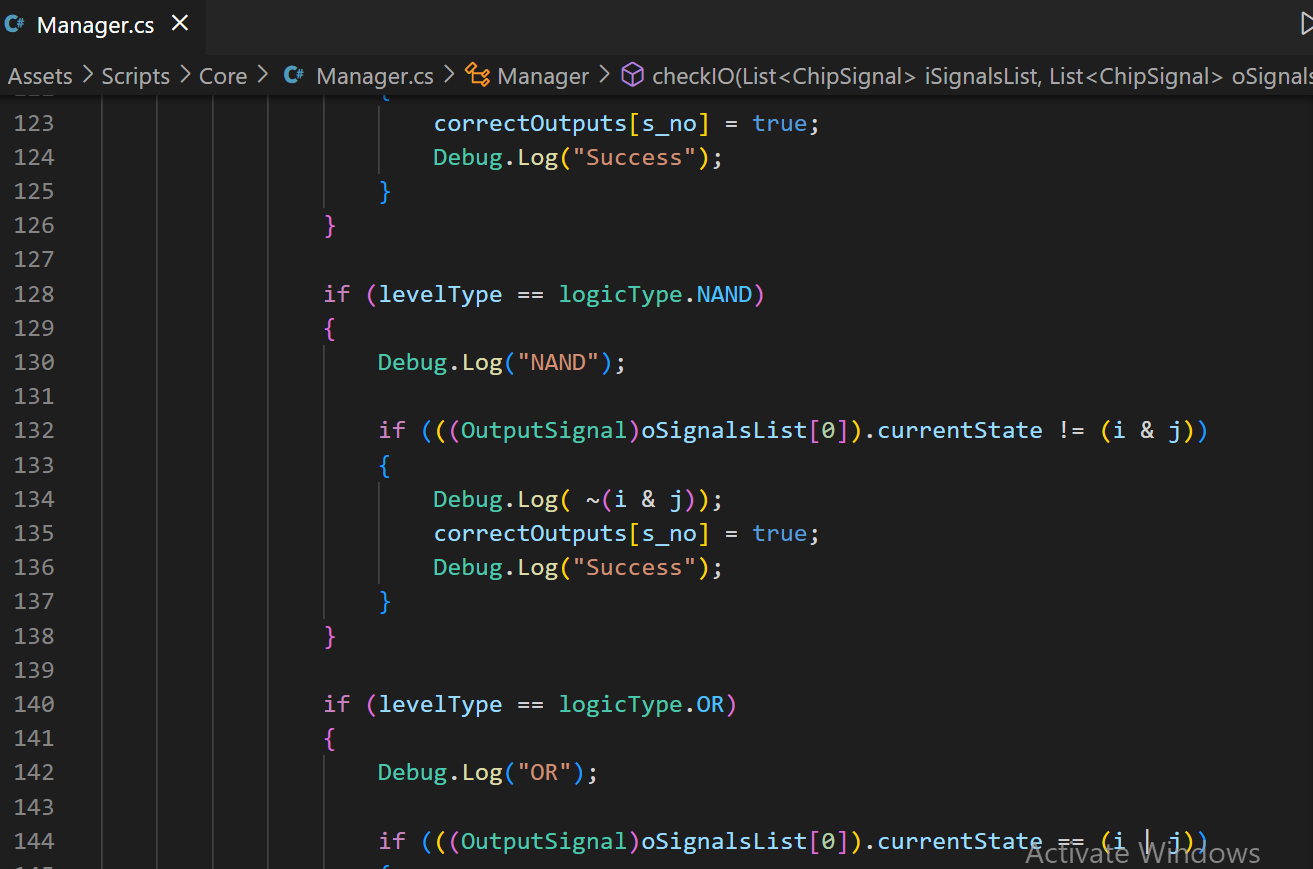 Manager.cs
Assets > Scripts > Core > Manager.cs > Manager > checkIO(List<ChipSignal> iSignalsList, List<ChipSignal> oSignals
{
123 correctOutputs[s_no] = true;
124 Debug.Log("Success");
125 }
126 }
127
128 if (levelType == logicType.NAND)
129 {
130 Debug.Log("NAND");
131
132 if (((OutputSignal)oSignalsList[0]).currentState != (i & j))
133 {
134 Debug.Log( ~(i & j));
135 correctOutputs[s_no] = true;
136 Debug.Log("Success");
137 }
138 }
139
140 if (levelType == logicType.OR)
141 {
142 Debug.Log("OR");
143
144 if (((OutputSignal)oSignalsList[0]).currentState == (i | j))
Activate Windows
{